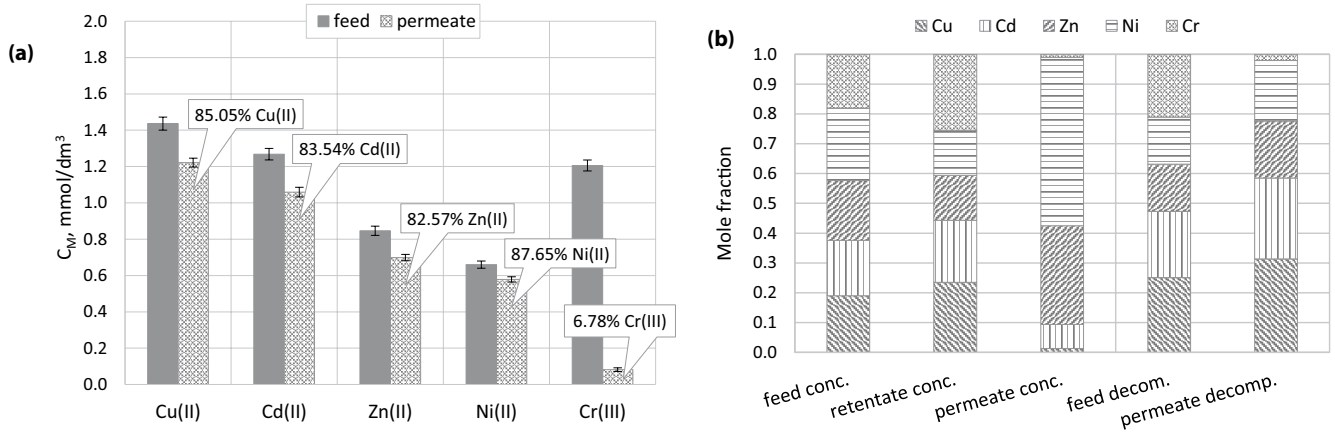 (a)
feed permeate
C_M, mmol/dm³
2.0
1.8
1.6
1.4
1.2
1.0
0.8
0.6
0.4
0.2
0.0
85.05% Cu(II)
83.54% Cd(II)
82.57% Zn(II)
87.65% Ni(II)
6.78% Cr(III)
Cu(II) Cd(II) Zn(II) Ni(II) Cr(III)
(b)
Cu Cd Zn Ni Cr
Mole fraction
1.0
0.9
0.8
0.7
0.6
0.5
0.4
0.3
0.2
0.1
0.0
feed conc.
retentate conc.
permeate conc.
feed decom.
permeate decomp.